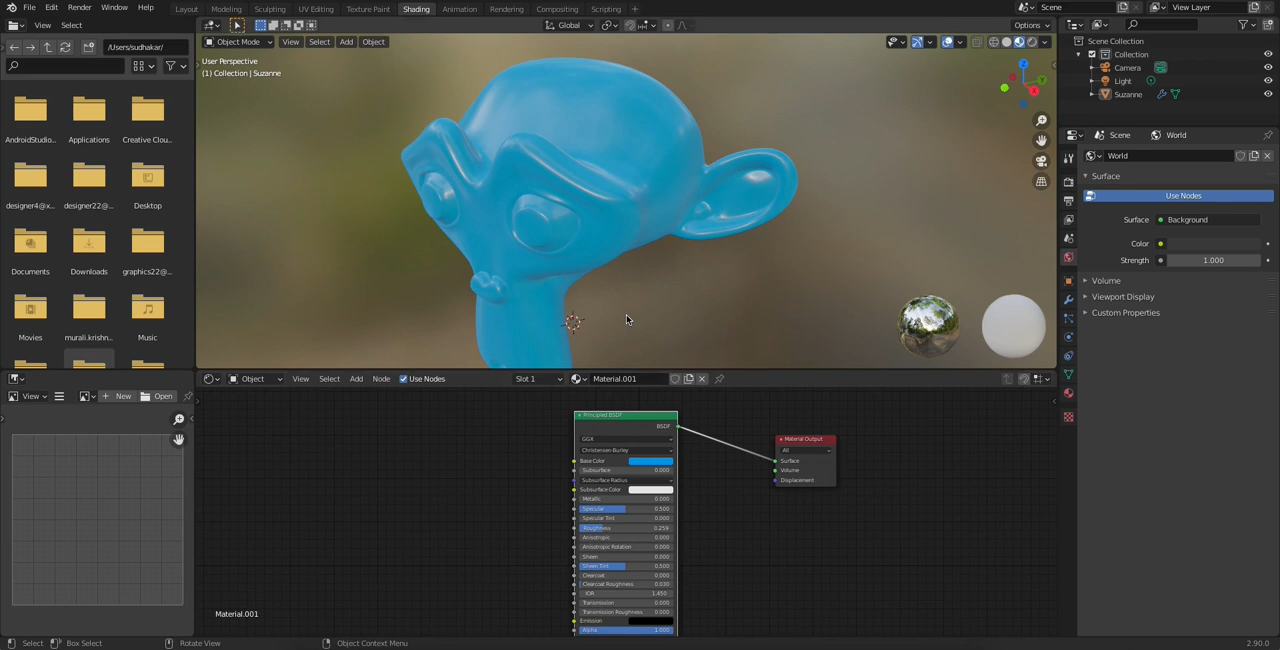 File Edit Render Window Help Layout Modeling Sculpting UV Editing Texture Paint Shading Animation Rendering Compositing Scripting + Scene View Layer
Global Options
/Users/sudhakar/
Object Mode View Select Add Object
User Perspective
(1) Collection | Suzanne
X Y Z
Scene Collection
Collection
Camera
Light
Suzanne
AndroidStudio... Applications Creative Clou...
designer4@x... designer22@... Desktop
Documents Downloads graphics22@...
Movies murali.krishn... Music
Scene World
World
Surface
Use Nodes
Surface Background
Color
Strength 1.000
Volume
Viewport Display
Custom Properties
Object View Select Add Node Use Nodes Slot 1 Material.001
View New Open
Principled BSDF
BSDF
GGX
Christensen-Burley
Base Color
Subsurface 0.000
Subsurface Radius
Subsurface Color
Metallic 0.000
Specular 0.500
Specular Tint 0.000
Roughness 0.259
Anisotropic 0.000
Anisotropic Rotation 0.000
Sheen 0.000
Sheen Tint 0.500
Clearcoat 0.000
Clearcoat Roughness 0.030
IOR 1.450
Transmission 0.000
Transmission Roughness 0.000
Emission
Alpha 1.000
Material Output
All
Surface
Volume
Displacement
Material.001
Select Box Select Rotate View Object Context Menu 2.90.0